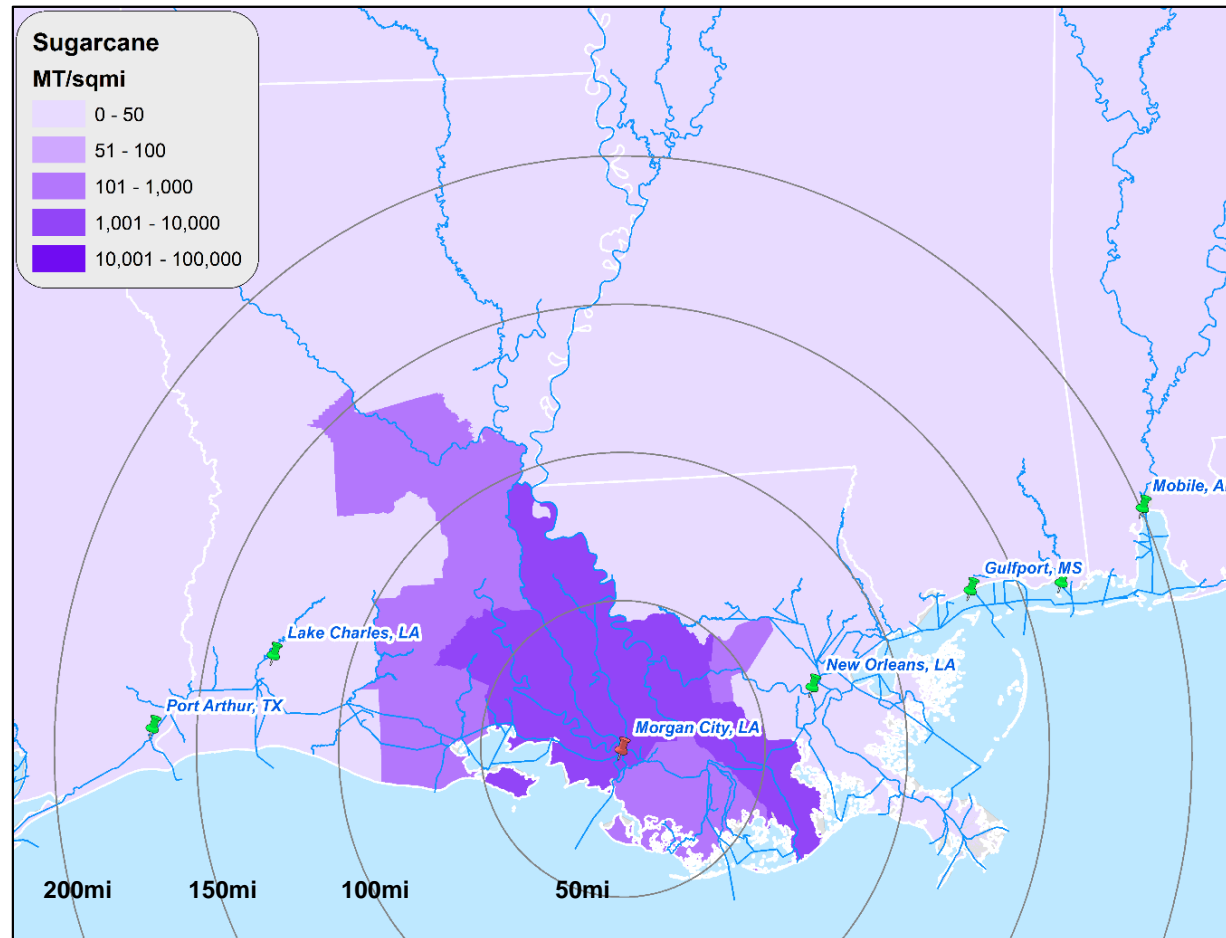 Sugarcane
MT/sqmi
0 - 50
51 - 100
101 - 1,000
1,001 - 10,000
10,001 - 100,000
Mobile, A
Gulfport, MS
Lake Charles, LA
New Orleans, LA
Port Arthur, TX
Morgan City, LA
200mi
150mi
100mi
50mi